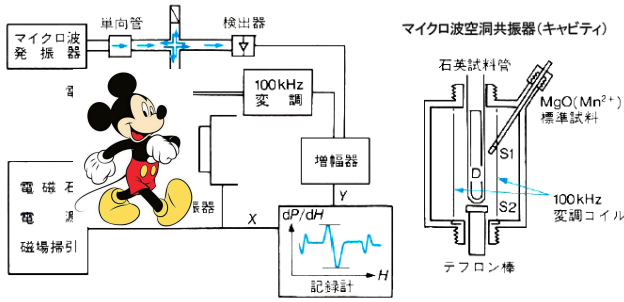 単向管
検出器
マイクロ波
発振器
100kHz
変調
増幅器
電磁石
電源
磁場掃引
振器
X
Y
dP/dH
H
記録計
マイクロ波空洞共振器(キャビティ)
石英試料管
MgO(Mn²⁺)
標準試料
S1
D
S2
100kHz
変調コイル
テフロン棒